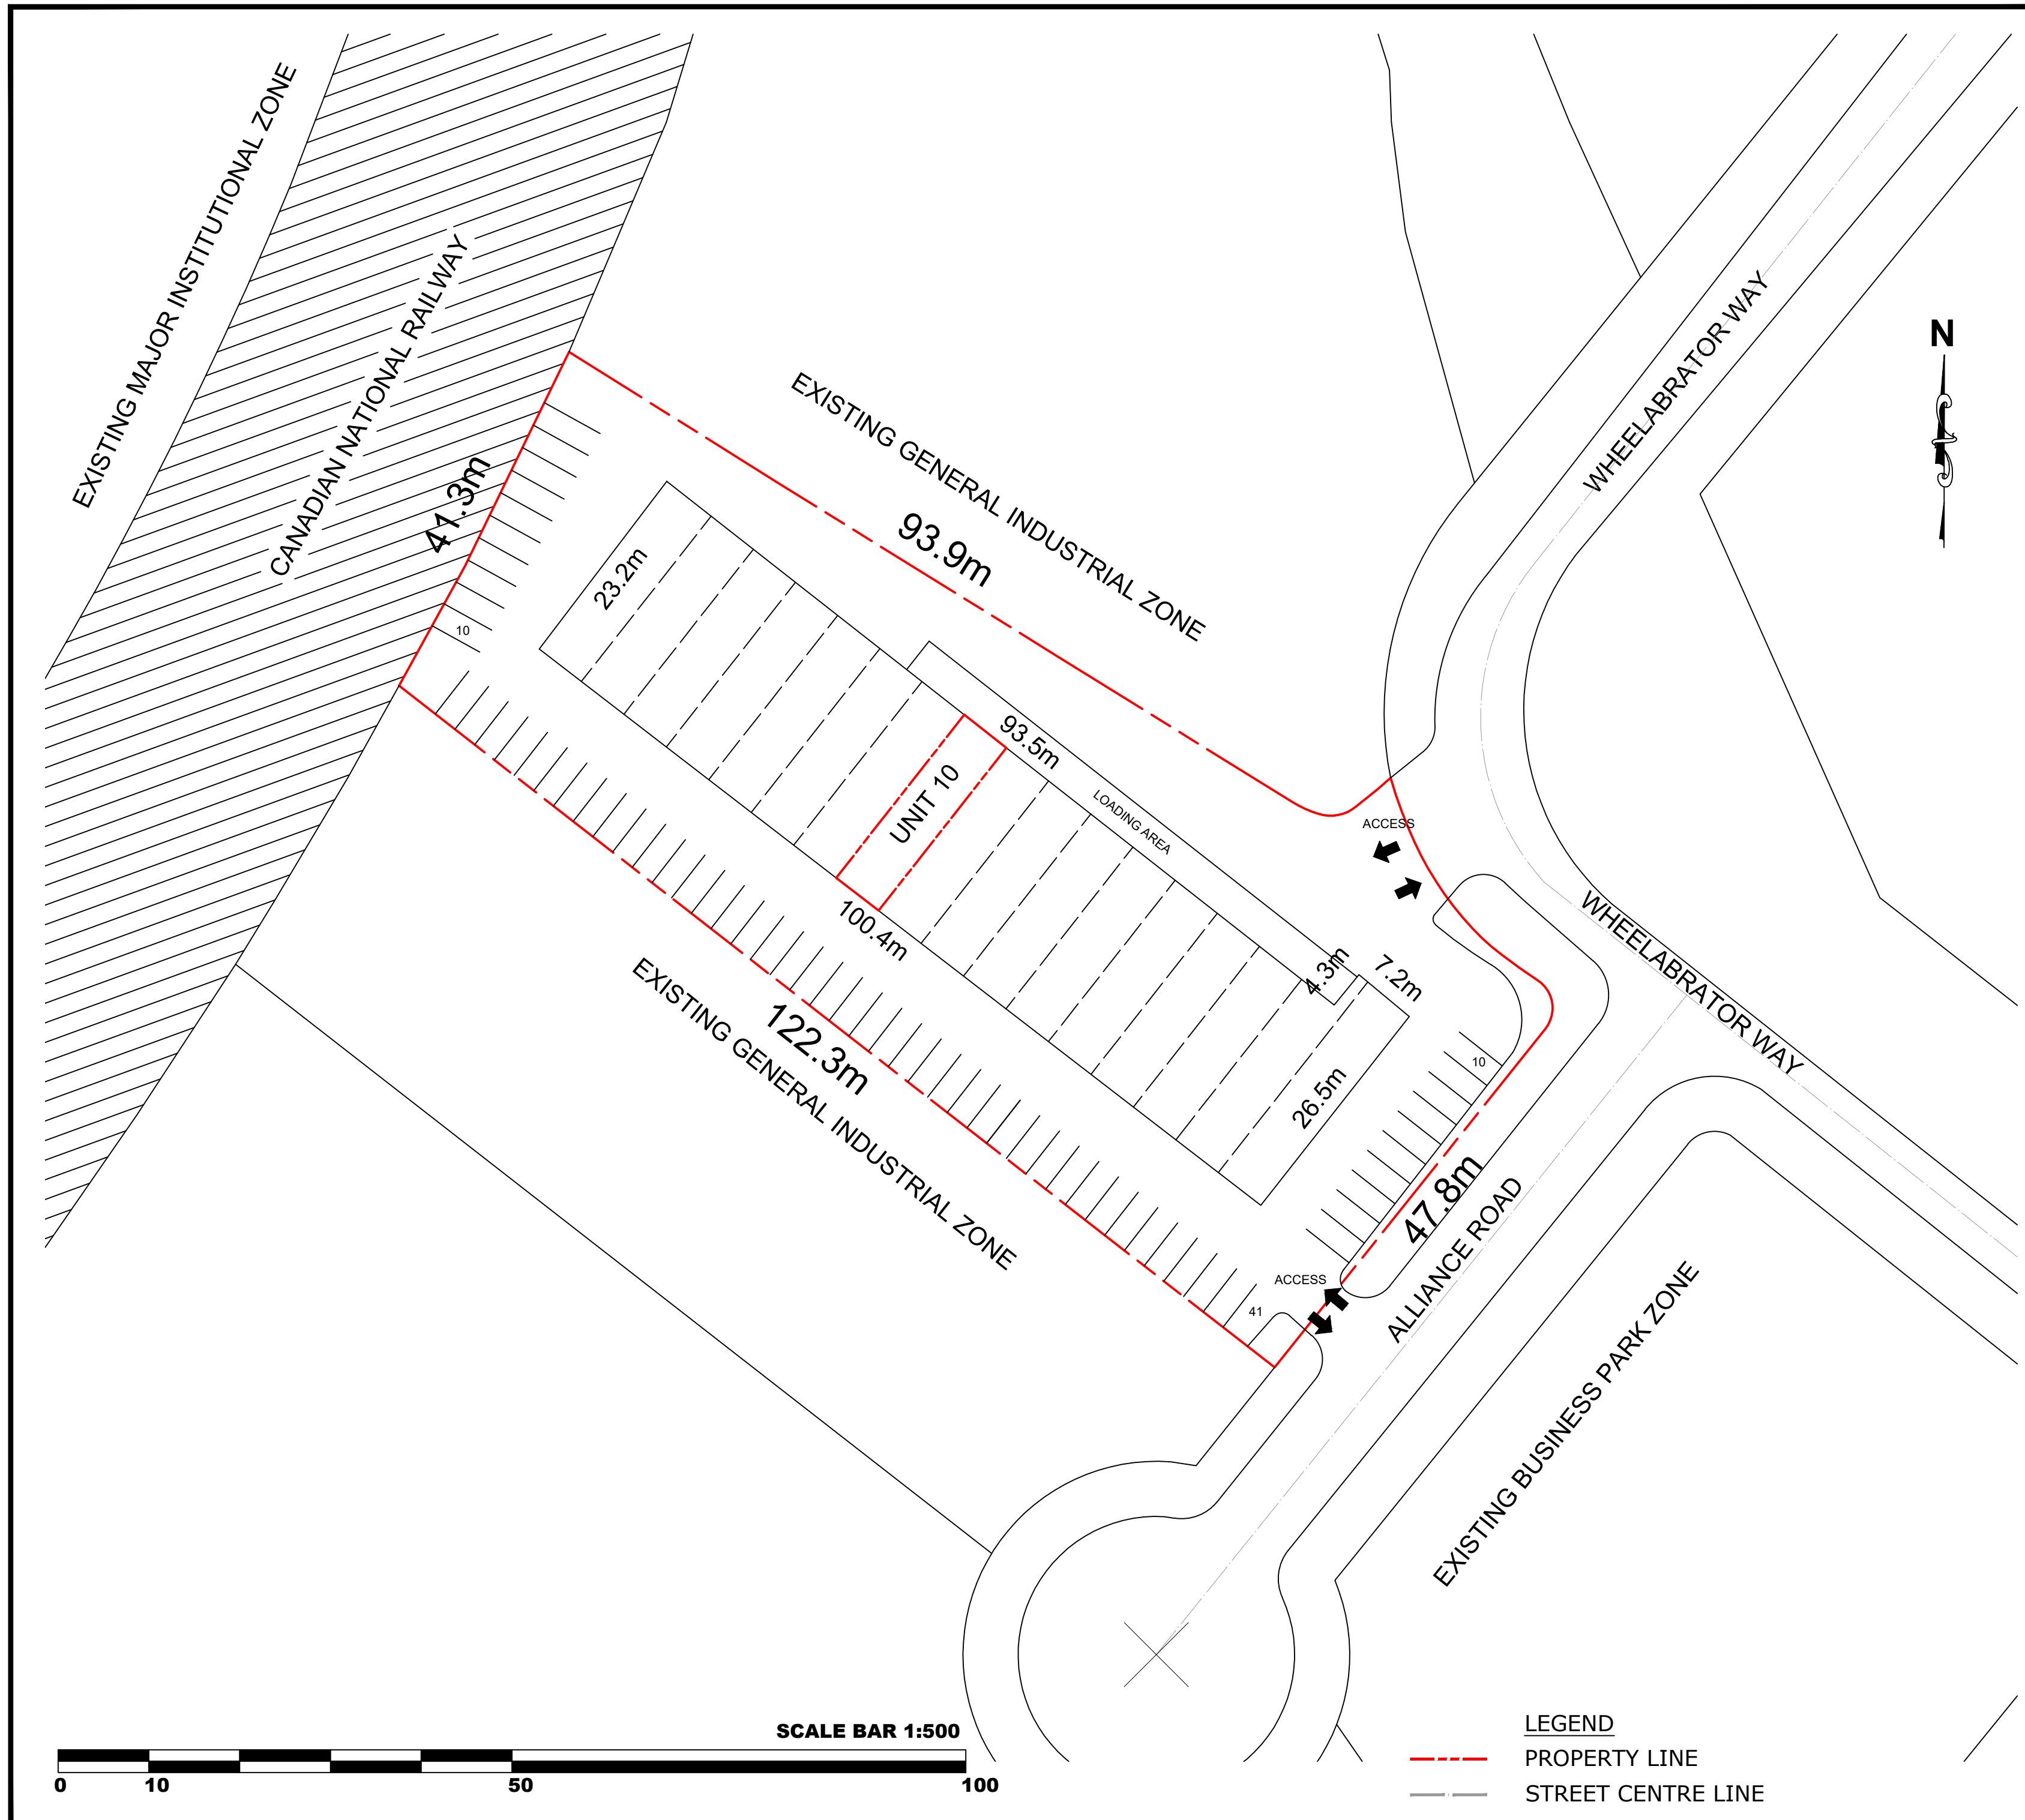 EXISTING MAJOR INSTITUTIONAL ZONE
CANADIAN NATIONAL RAILWAY
41.3m
10
23.2m
EXISTING GENERAL INDUSTRIAL ZONE
93.9m
WHEELABRATOR WAY
N
93.5m
UNIT 10
LOADING AREA
ACCESS
100.4m
WHEELABRATOR WAY
4.3m
7.2m
EXISTING GENERAL INDUSTRIAL ZONE
122.3m
26.5m
10
47.8m
ALLIANCE ROAD
ACCESS
41
EXISTING BUSINESS PARK ZONE
SCALE BAR 1:500
0 10 50 100
LEGEND
PROPERTY LINE
STREET CENTRE LINE